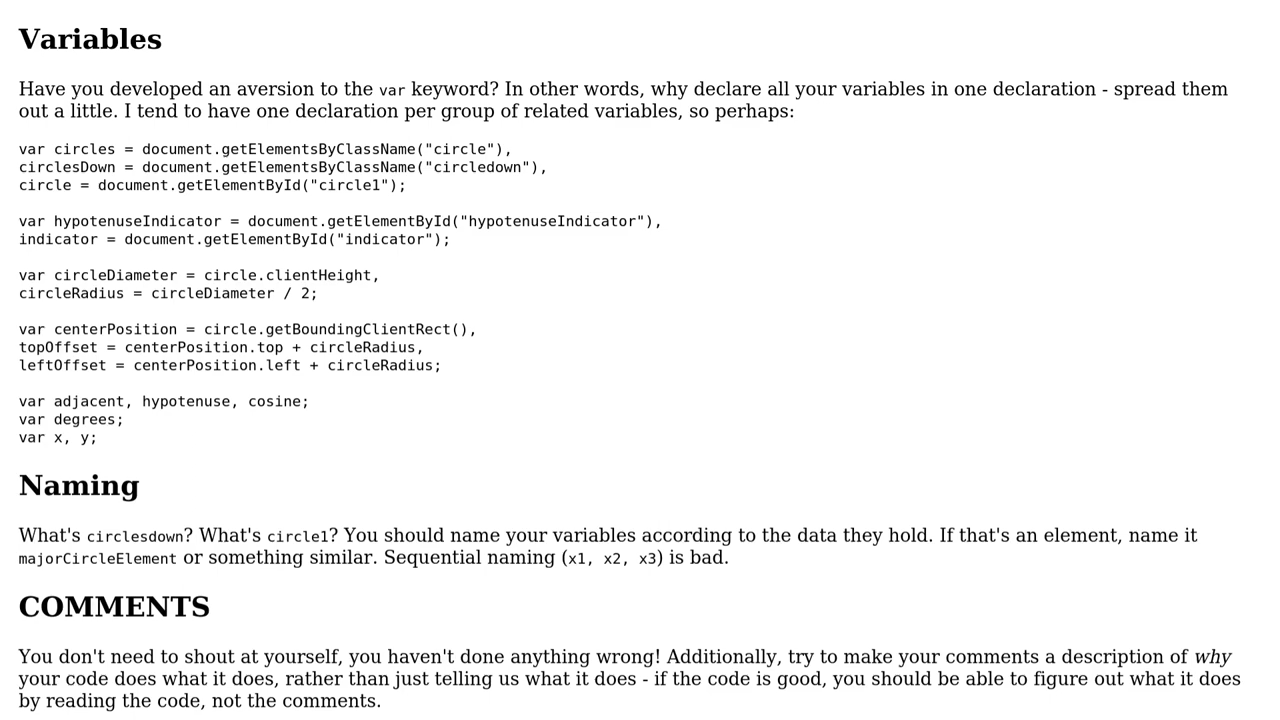 Variables
Have you developed an aversion to the var keyword? In other words, why declare all your variables in one declaration - spread them
out a little. I tend to have one declaration per group of related variables, so perhaps:
var circles = document.getElementsByClassName("circle"),
circlesDown = document.getElementsByClassName("circledown"),
circle = document.getElementById("circle1");
var hypotenuseIndicator = document.getElementById("hypotenuseIndicator"),
indicator = document.getElementById("indicator");
var circleDiameter = circle.clientHeight,
circleRadius = circleDiameter / 2;
var centerPosition = circle.getBoundingClientRect(),
topOffset = centerPosition.top + circleRadius,
leftOffset = centerPosition.left + circleRadius;
var adjacent, hypotenuse, cosine;
var degrees;
var x, y;
Naming
What's circlesdown? What's circle1? You should name your variables according to the data they hold. If that's an element, name it
majorCircleElement or something similar. Sequential naming (x1, x2, x3) is bad.
COMMENTS
You don't need to shout at yourself, you haven't done anything wrong! Additionally, try to make your comments a description of why
your code does what it does, rather than just telling us what it does - if the code is good, you should be able to figure out what it does
by reading the code, not the comments.